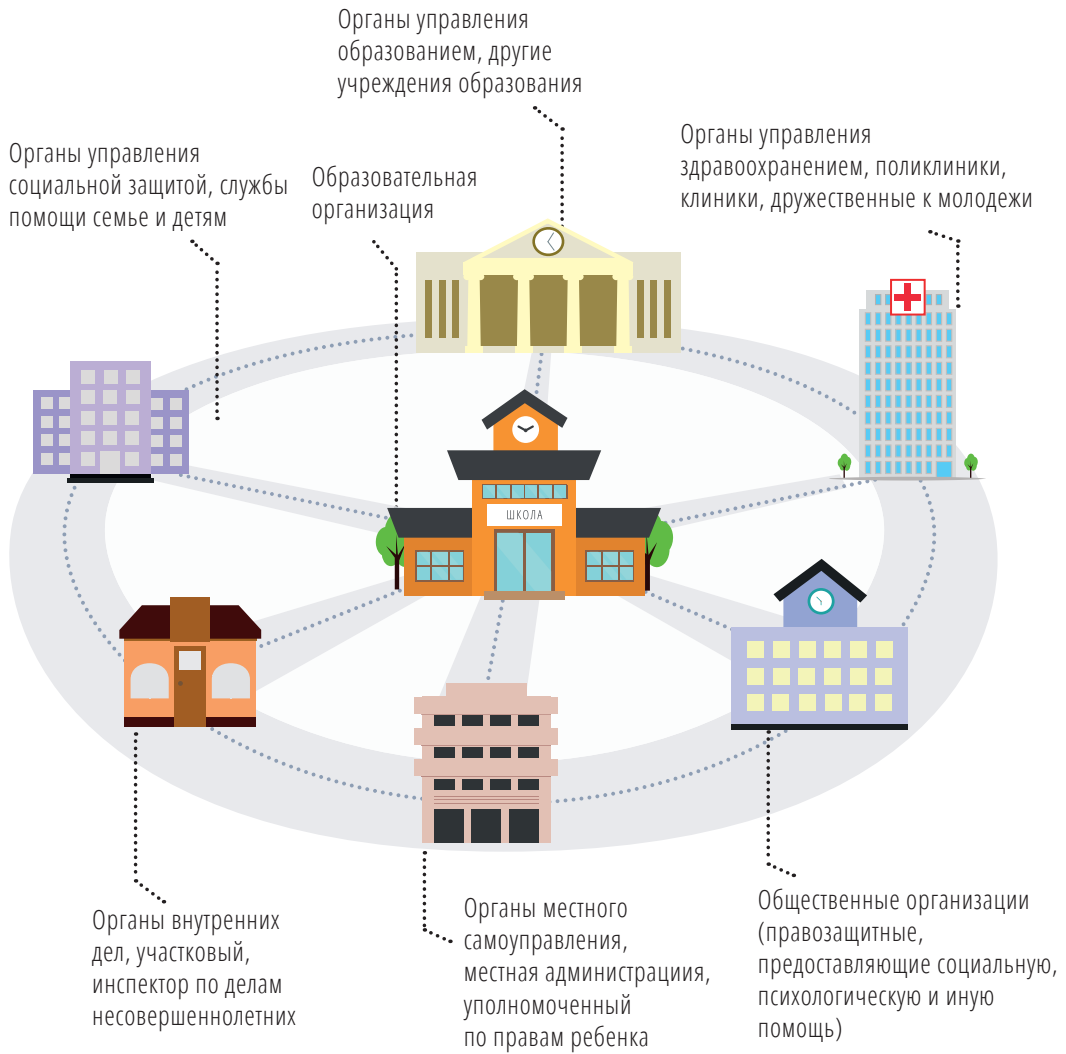 Органы управления
образованием, другие
учреждения образования
Органы управления
социальной защитой, службы
помощи семье и детям
Образовательная
организация
Органы управления
здравоохранением, поликлиники,
клиники, дружественные к молодежи
ШКОЛА
Органы внутренних
дел, участковый,
инспектор по делам
несовершеннолетних
Органы местного
самоуправления,
местная администрациия,
уполномоченный
по правам ребенка
Общественные организации
(правозащитные,
предоставляющие социальную,
психологическую и иную
помощь)